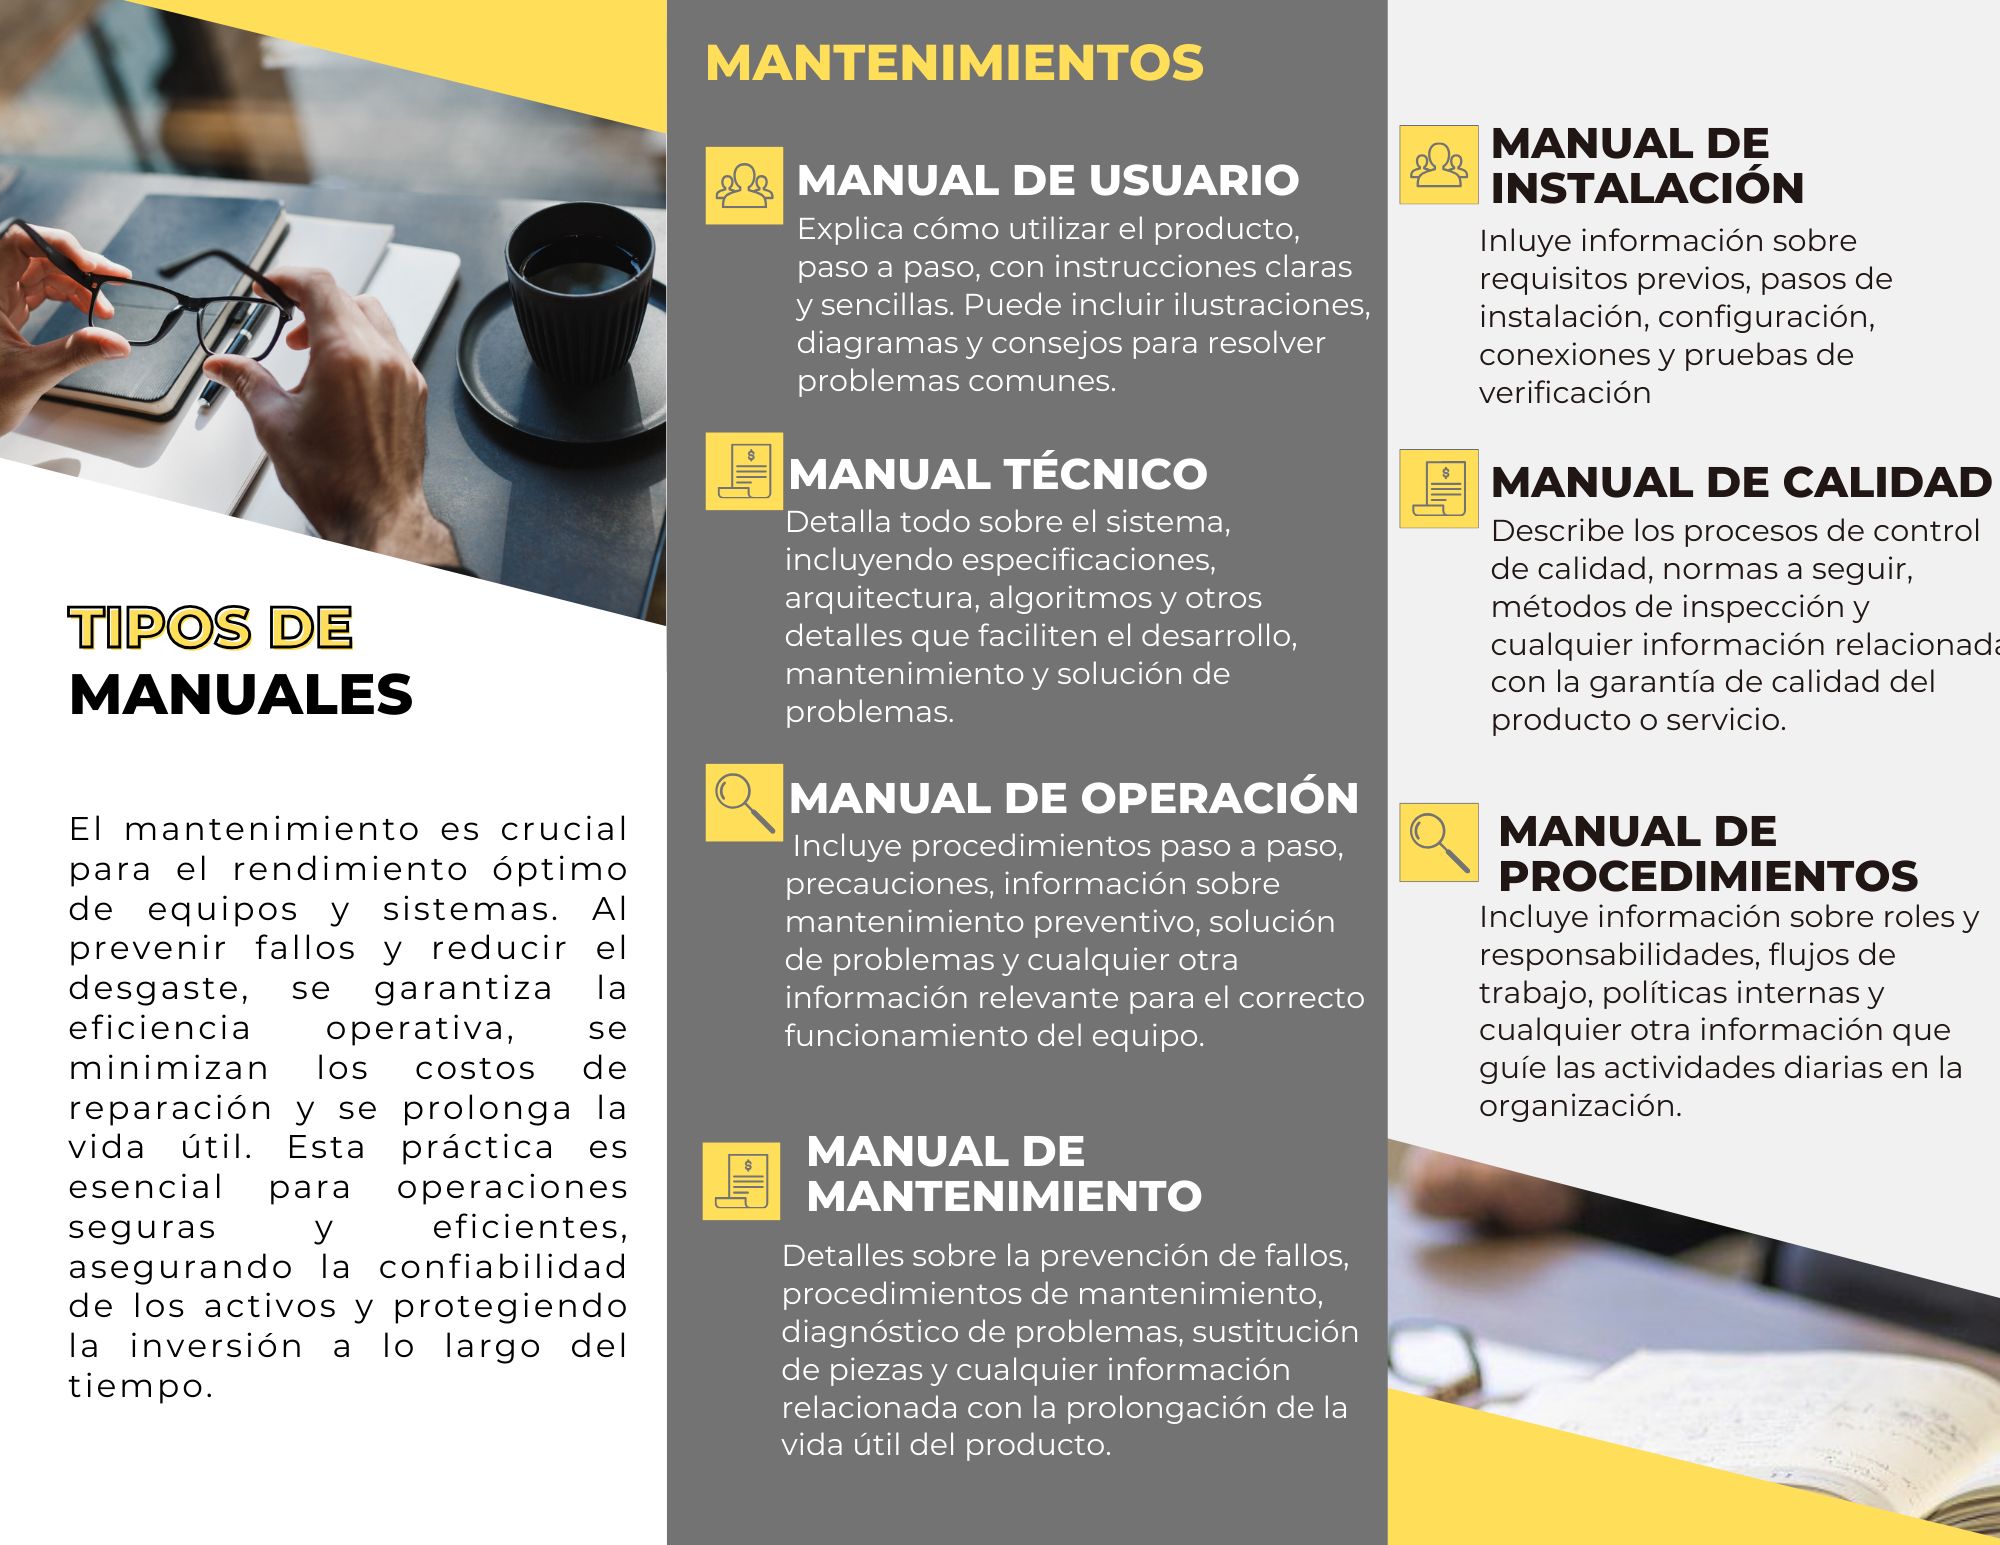 TIPOS DE
MANUALES
El mantenimiento es crucial
para el rendimiento óptimo
de equipos y sistemas. Al
prevenir fallos y reducir el
desgaste, se garantiza la
eficiencia operativa, se
minimizan los costos de
reparación y se prolonga la
vida útil. Esta práctica es
esencial para operaciones
seguras y eficientes,
asegurando la confiabilidad
de los activos y protegiendo
la inversión a lo largo del
tiempo.
MANTENIMIENTOS
MANUAL DE USUARIO
Explica cómo utilizar el producto,
paso a paso, con instrucciones claras
y sencillas. Puede incluir ilustraciones,
diagramas y consejos para resolver
problemas comunes.
$
MANUAL TÉCNICO
Detalla todo sobre el sistema,
incluyendo especificaciones,
arquitectura, algoritmos y otros
detalles que faciliten el desarrollo,
mantenimiento y solución de
problemas.
MANUAL DE OPERACIÓN
Incluye procedimientos paso a paso,
precauciones, información sobre
mantenimiento preventivo, solución
de problemas y cualquier otra
información relevante para el correcto
funcionamiento del equipo.
$
MANUAL DE
MANTENIMIENTO
Detalles sobre la prevención de fallos,
procedimientos de mantenimiento,
diagnóstico de problemas, sustitución
de piezas y cualquier información
relacionada con la prolongación de la
vida útil del producto.
MANUAL DE
INSTALACIÓN
Inluye información sobre
requisitos previos, pasos de
instalación, configuración,
conexiones y pruebas de
verificación
$
MANUAL DE CALIDAD
Describe los procesos de control
de calidad, normas a seguir,
métodos de inspección y
cualquier información relacionada
con la garantía de calidad del
producto o servicio.
MANUAL DE
PROCEDIMIENTOS
Incluye información sobre roles y
responsabilidades, flujos de
trabajo, políticas internas y
cualquier otra información que
guíe las actividades diarias en la
organización.